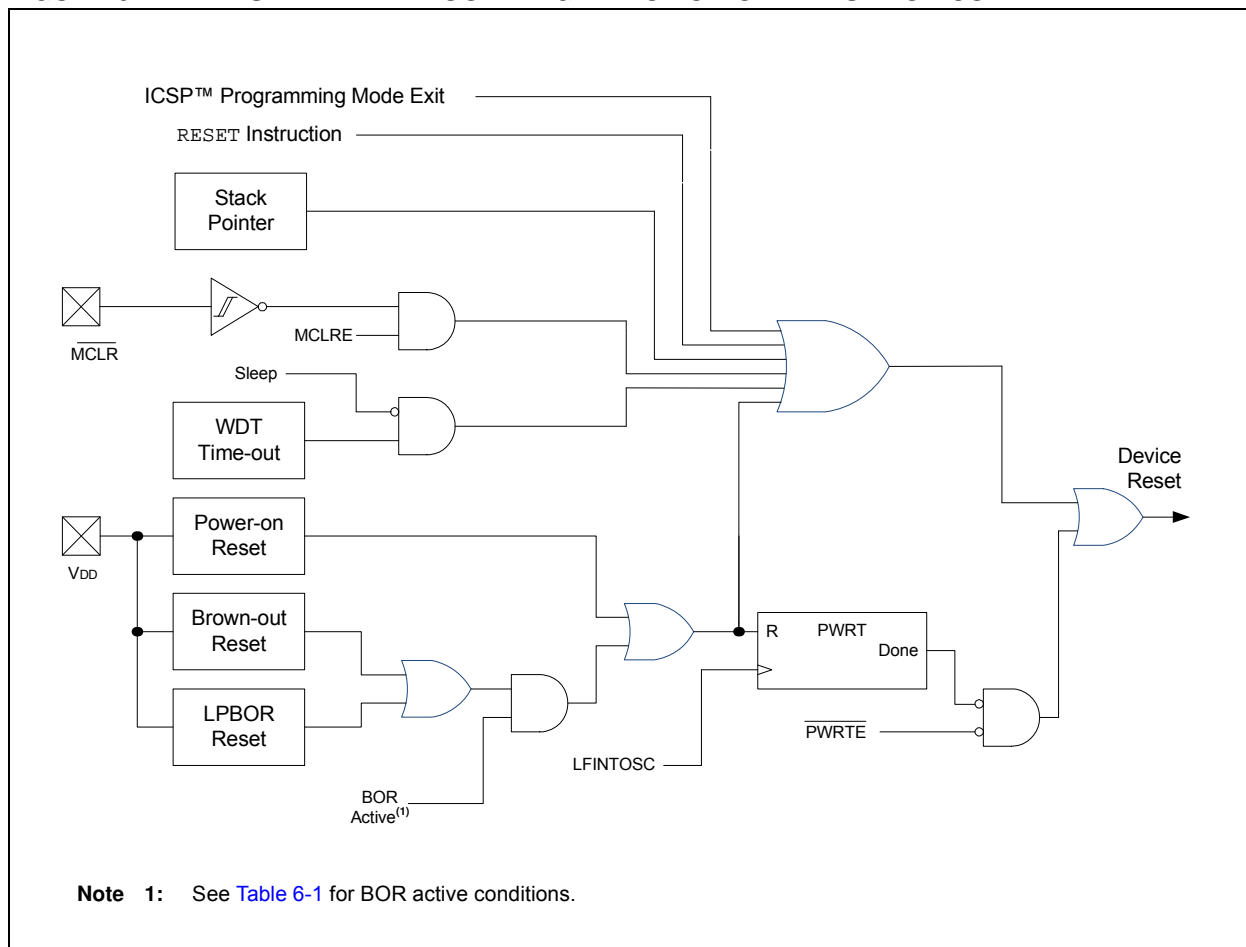 ICSP™ Programming Mode Exit
RESET Instruction
Stack
Pointer
MCLR
MCLRE
Sleep
WDT
Time-out
Device
Reset
VDD
Power-on
Reset
Brown-out
Reset
R
PWRT
Done
LPBOR
Reset
PWRTE
LFINTOSC
BOR
Active(1)
Note 1: See Table 6-1 for BOR active conditions.